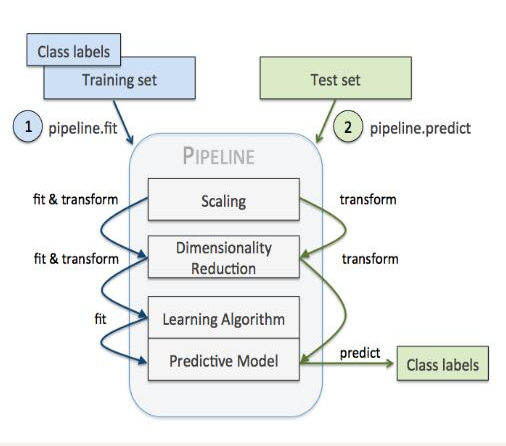 Class labels
Training set
Test set
1 pipeline.fit
2 pipeline.predict
PIPELINE
fit & transform
Scaling
transform
fit & transform
Dimensionality
Reduction
transform
fit
Learning Algorithm
Predictive Model
predict
Class labels